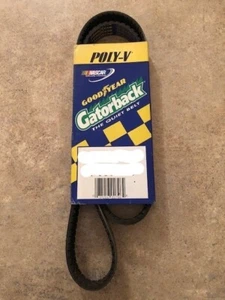 POLY-V
NASCAR
GOODYEAR
Gatorback
THE QUIET BELT